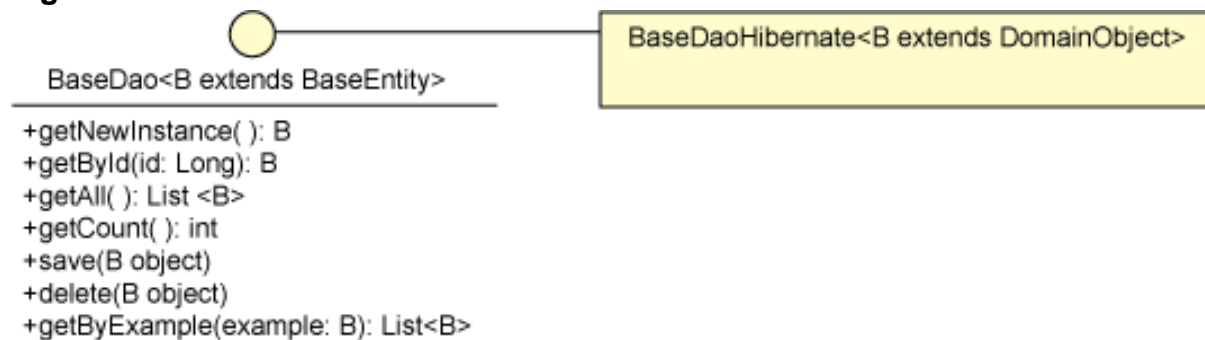 BaseDaoHibernate<B extends DomainObject>
BaseDao<B extends BaseEntity>
+getNewInstance( ): B
+getById(id: Long): B
+getAll( ): List <B>
+getCount( ): int
+save(B object)
+delete(B object)
+getByExample(example: B): List<B>